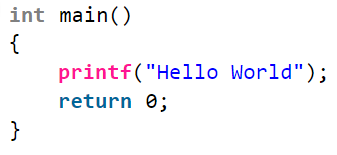 int main()
{
    printf("Hello World");
    return 0;
}